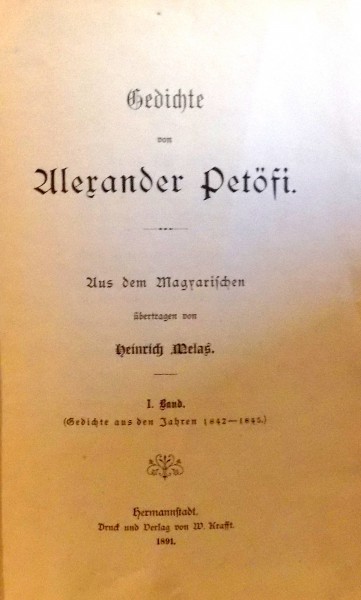 Gedichte
von
Alexander Petöfi.
Aus dem Magyarischen
übertragen von
Heinrich Melas.
I. Band.
(Gedichte aus den Jahren 1842—1845.)
Hermannstadt.
Druck und Verlag von W. Krafft.
1891.